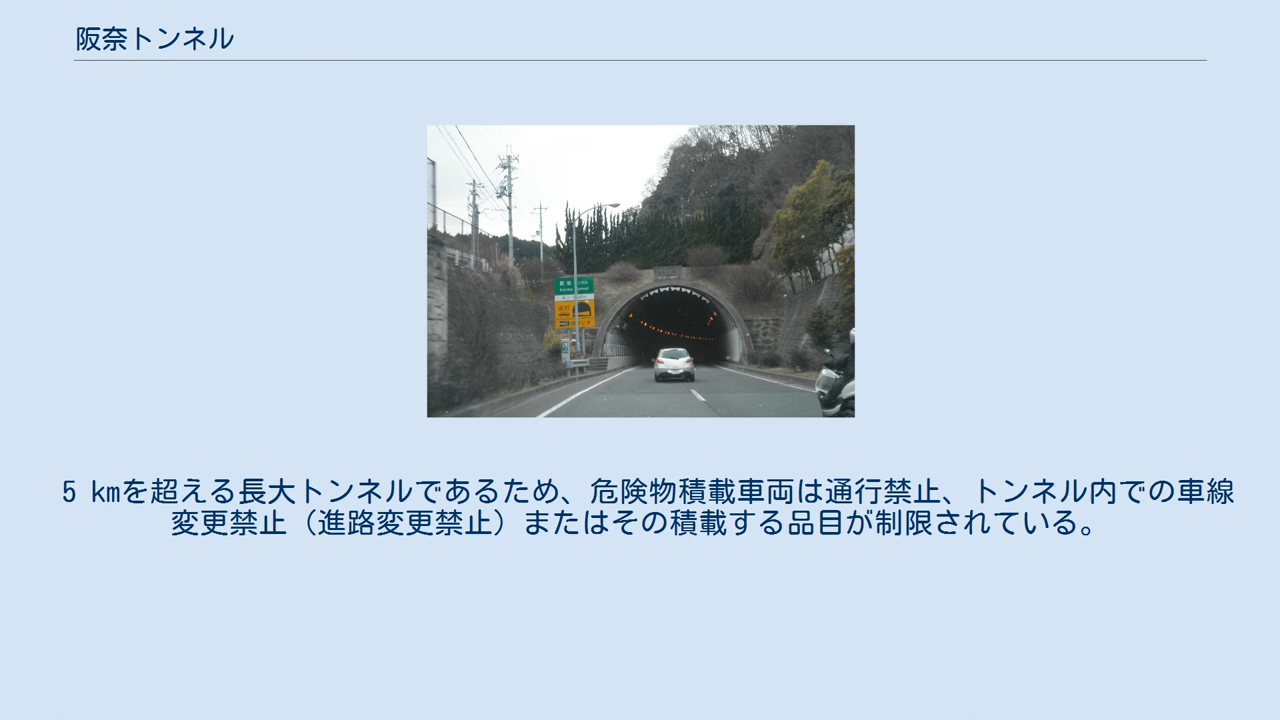 阪奈トンネル
5 kmを超える長大トンネルであるため、危険物積載車両は通行禁止、トンネル内での車線
変更禁止（進路変更禁止）またはその積載する品目が制限されている。